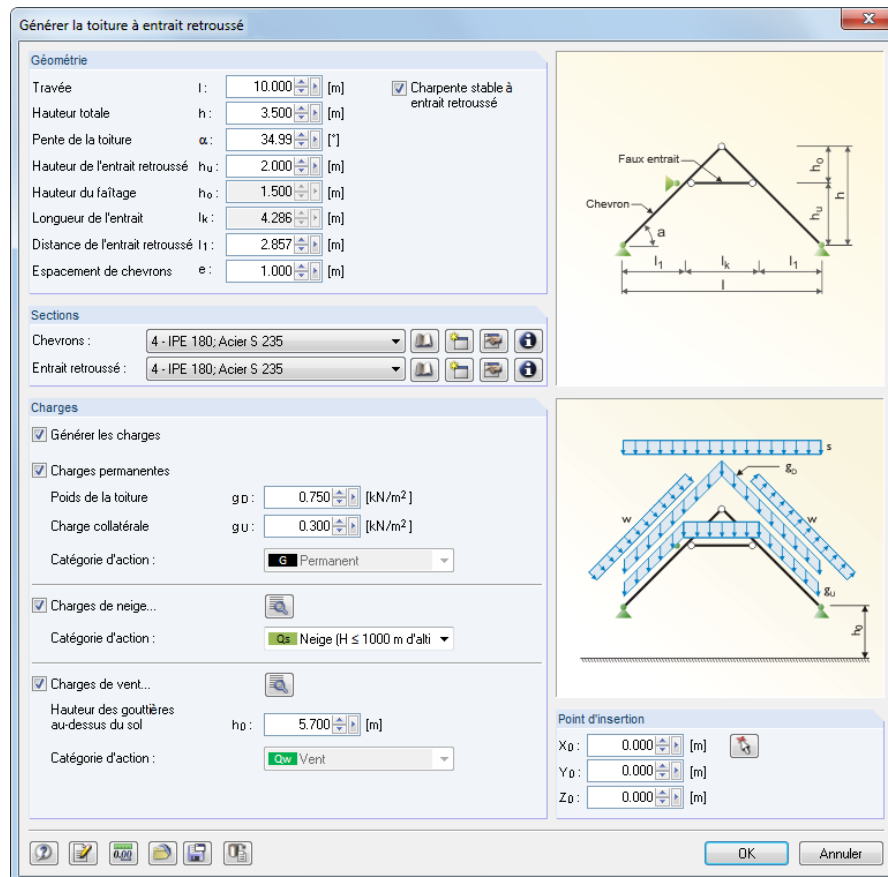 Générer la toiture à entrait retroussé
Géométrie
Travée l : 10.000 [m]
Charpente stable à
entrait retroussé
Hauteur totale h : 3.500 [m]
Pente de la toiture α : 34.99 [°]
Hauteur de l'entrait retroussé hu : 2.000 [m]
Hauteur du faîtage ho : 1.500 [m]
Longueur de l'entrait lk : 4.286 [m]
Distance de l'entrait retroussé l1 : 2.857 [m]
Espacement de chevrons e : 1.000 [m]
Faux entrait
Chevron
a
ho
hu
h
l1
lk
l1
l
Sections
Chevrons : 4 - IPE 180; Acier S 235
Entrait retroussé : 4 - IPE 180; Acier S 235
Charges
Générer les charges
Charges permanentes
Poids de la toiture gD : 0.750 [kN/m²]
Charge collatérale gU : 0.300 [kN/m²]
Catégorie d'action : G Permanent
Charges de neige...
Catégorie d'action : Qs Neige (H ≤ 1000 m d'alti
Charges de vent...
Hauteur des gouttières
au-dessus du sol h0 : 5.700 [m]
Catégorie d'action : Qw Vent
s
gD
w
w
gU
h0
Point d'insertion
X0 : 0.000 [m]
Y0 : 0.000 [m]
Z0 : 0.000 [m]
0.00
OK
Annuler